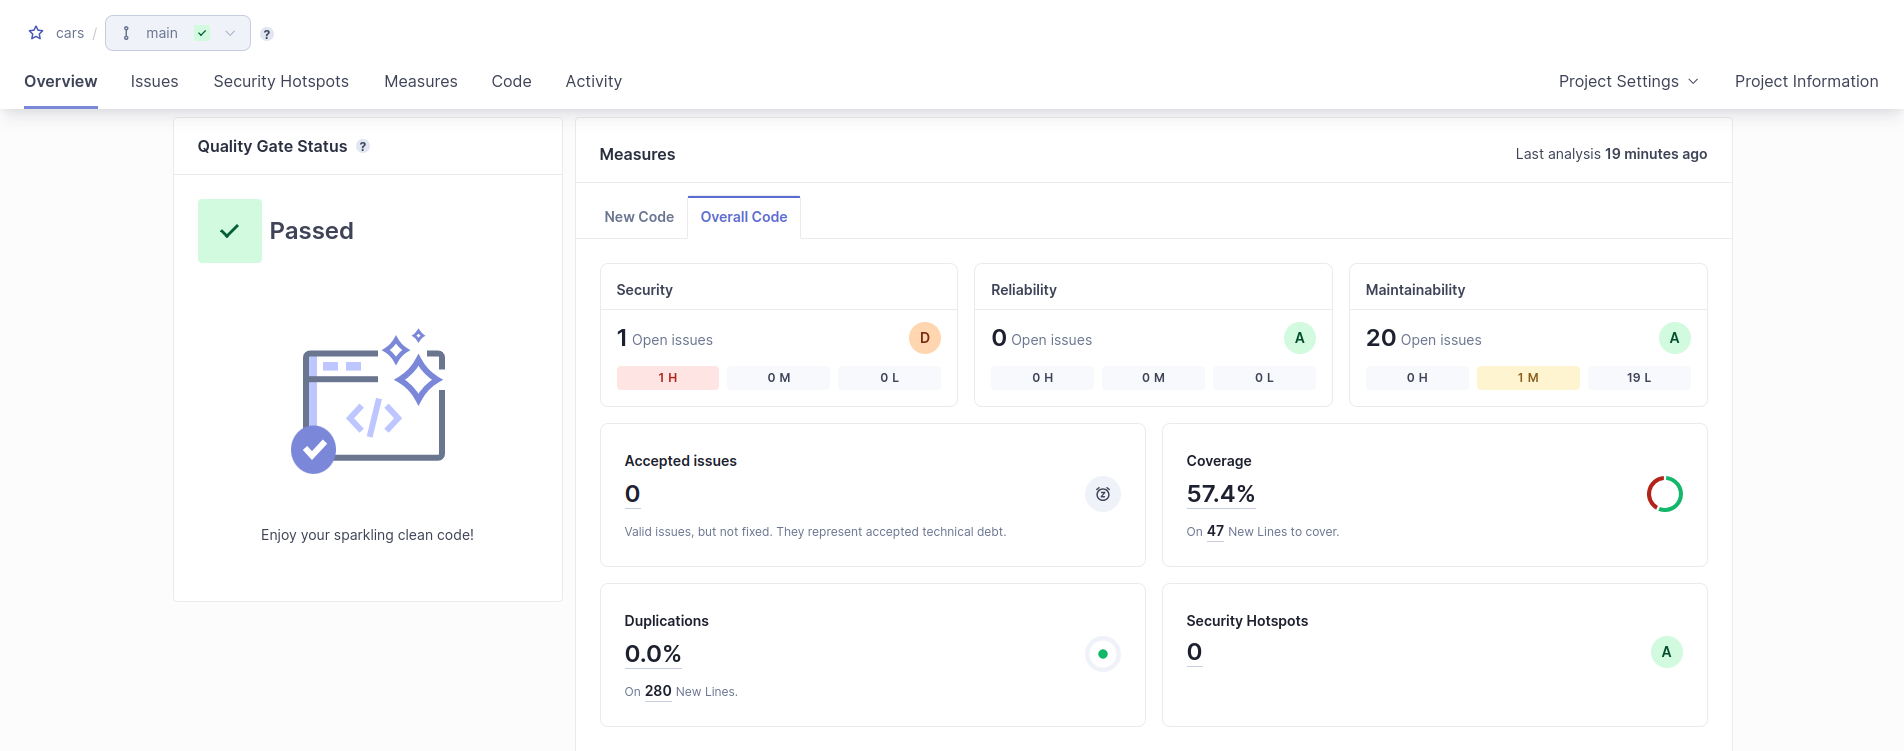 cars / main ?
Overview Issues Security Hotspots Measures Code Activity Project Settings Project Information
Quality Gate Status ?
Passed
Enjoy your sparkling clean code!
Measures Last analysis 19 minutes ago
New Code Overall Code
Security
1 Open issues D
1 H 0 M 0 L
Reliability
0 Open issues A
0 H 0 M 0 L
Maintainability
20 Open issues A
0 H 1 M 19 L
Accepted issues
0
Valid issues, but not fixed. They represent accepted technical debt.
Coverage
57.4%
On 47 New Lines to cover.
Duplications
0.0%
On 280 New Lines.
Security Hotspots
0 A